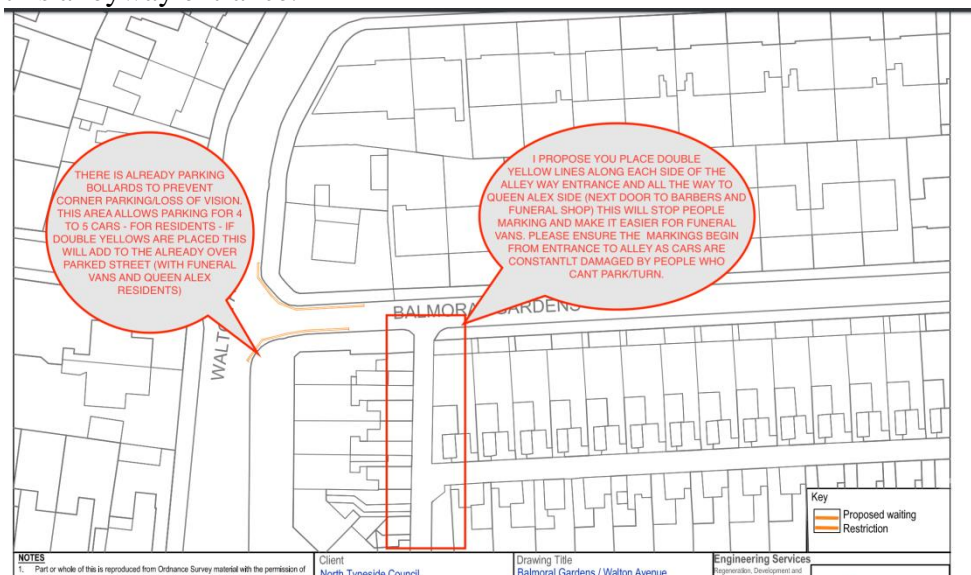 THERE IS ALREADY PARKING
BOLLARDS TO PREVENT
CORNER PARKING/LOSS OF VISION.
THIS AREA ALLOWS PARKING FOR 4
TO 5 CARS - FOR RESIDENTS - IF
DOUBLE YELLOWS ARE PLACED THIS
WILL ADD TO THE ALREADY OVER
PARKED STREET (WITH FUNERAL
VANS AND QUEEN ALEX
RESIDENTS)
I PROPOSE YOU PLACE DOUBLE
YELLOW LINES ALONG EACH SIDE OF THE
ALLEY WAY ENTRANCE AND ALL THE WAY TO
QUEEN ALEX SIDE (NEXT DOOR TO BARBERS AND
FUNERAL SHOP) THIS WILL STOP PEOPLE
MARKING AND MAKE IT EASIER FOR FUNERAL
VANS. PLEASE ENSURE THE MARKINGS BEGIN
FROM ENTRANCE TO ALLEY AS CARS ARE
CONSTANTLT DAMAGED BY PEOPLE WHO
CANT PARK/TURN.
BALMORAL GARDENS
WALTO
Key
Proposed waiting
Restriction
NOTES
1. Part or whole of this is reproduced from Ordnance Survey material with the permission of
Client
North Tyneside Council
Drawing Title
Balmoral Gardens / Walton Avenue
Engineering Services
Regeneration, Development and